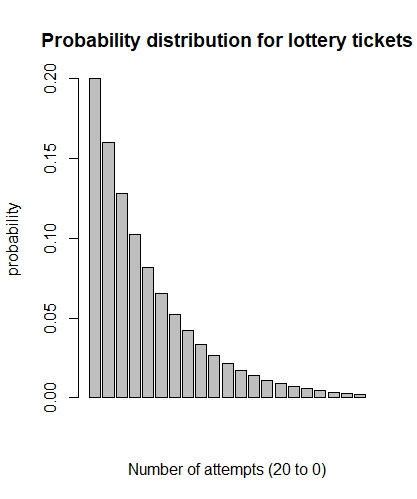 Probability distribution for lottery tickets
0.20
0.15
0.10
0.05
0.00
probability
Number of attempts (20 to 0)